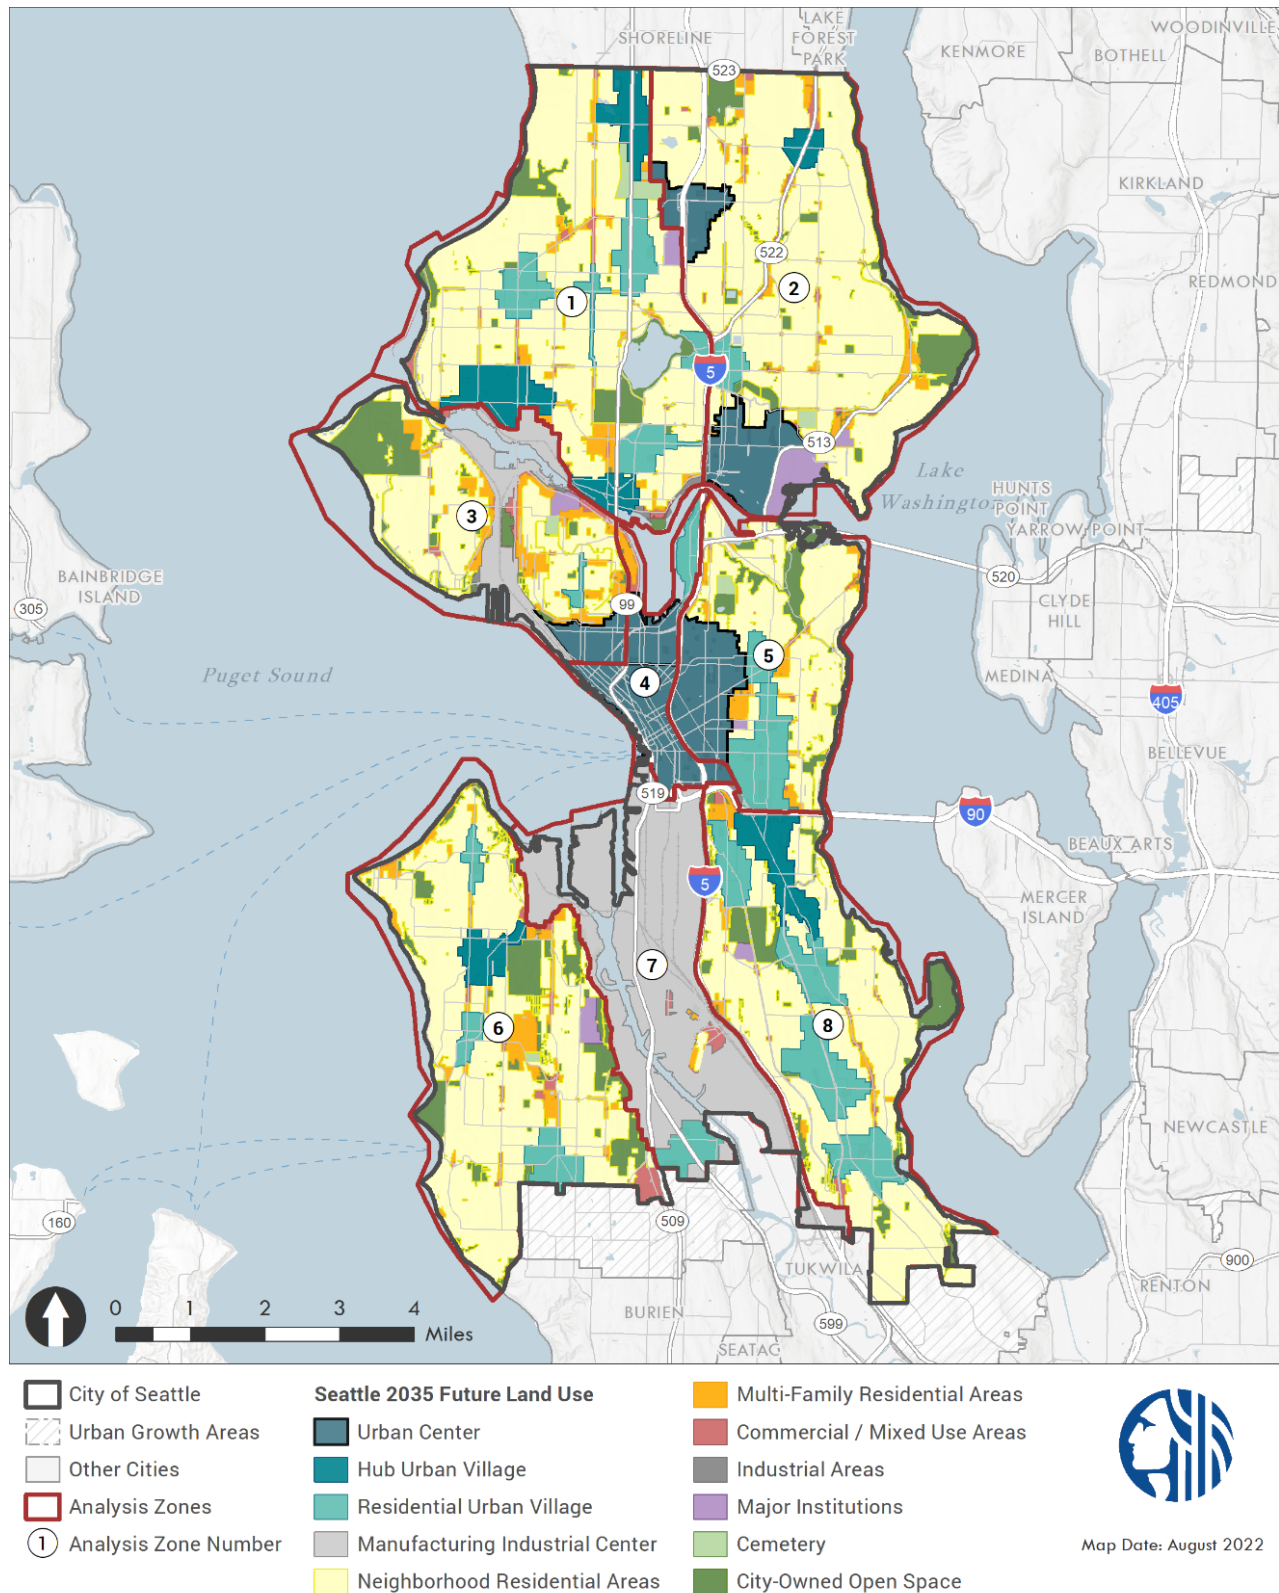 SHORELINE
LAKE
FOREST
PARK
WOODINVILLE
KENMORE
BOTHELL
523
KIRKLAND
522
REDMOND
1
2
5
513
Lake
Washington
HUNTS
POINT
YARROW POINT
3
520
BAINBRIDGE
ISLAND
305
99
CLYDE
HILL
5
Puget Sound
4
MEDINA
405
BELLEVUE
519
90
BEAUX ARTS
5
MERCER
ISLAND
7
6
8
NEWCASTLE
160
509
TUKWILA
900
RENTON
BURIEN
599
SEATAC
0 1 2 3 4
Miles
City of Seattle
Urban Growth Areas
Other Cities
Analysis Zones
1 Analysis Zone Number
Seattle 2035 Future Land Use
Urban Center
Hub Urban Village
Residential Urban Village
Manufacturing Industrial Center
Neighborhood Residential Areas
Multi-Family Residential Areas
Commercial / Mixed Use Areas
Industrial Areas
Major Institutions
Cemetery
City-Owned Open Space
Map Date: August 2022